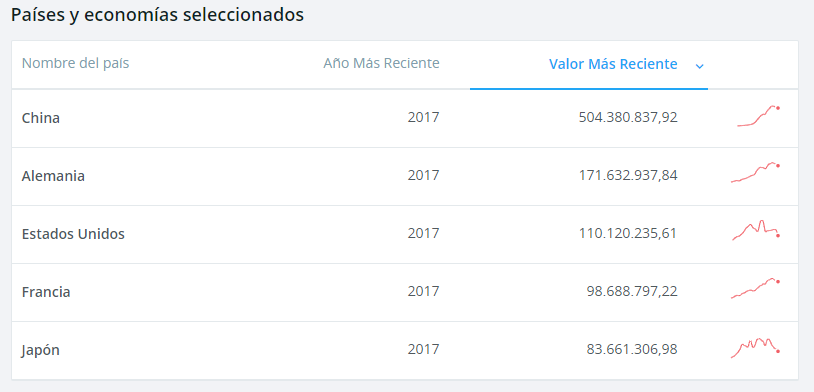 Países y economías seleccionados
Nombre del país Año Más Reciente Valor Más Reciente
China 2017 504.380.837,92
Alemania 2017 171.632.937,84
Estados Unidos 2017 110.120.235,61
Francia 2017 98.688.797,22
Japón 2017 83.661.306,98